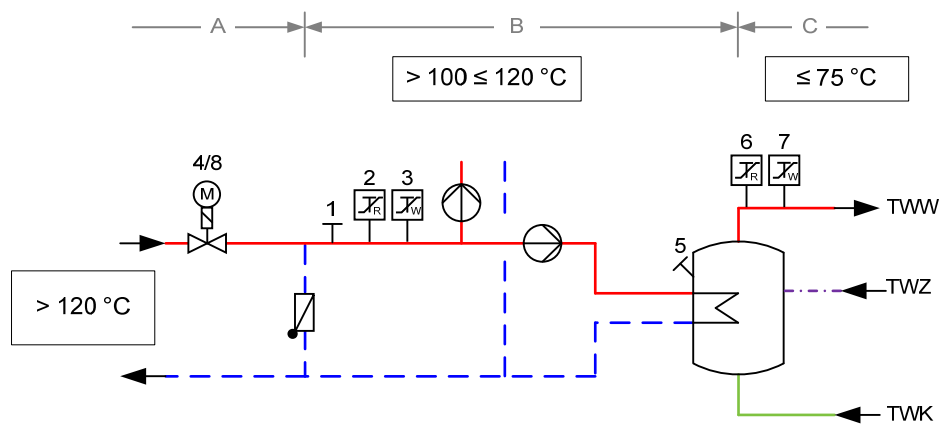 A B C
> 100 ≤ 120 °C
≤ 75 °C
6 7
4/8
2 3
R W
M
1
R W
TWW
5
> 120 °C
TWZ
TWK